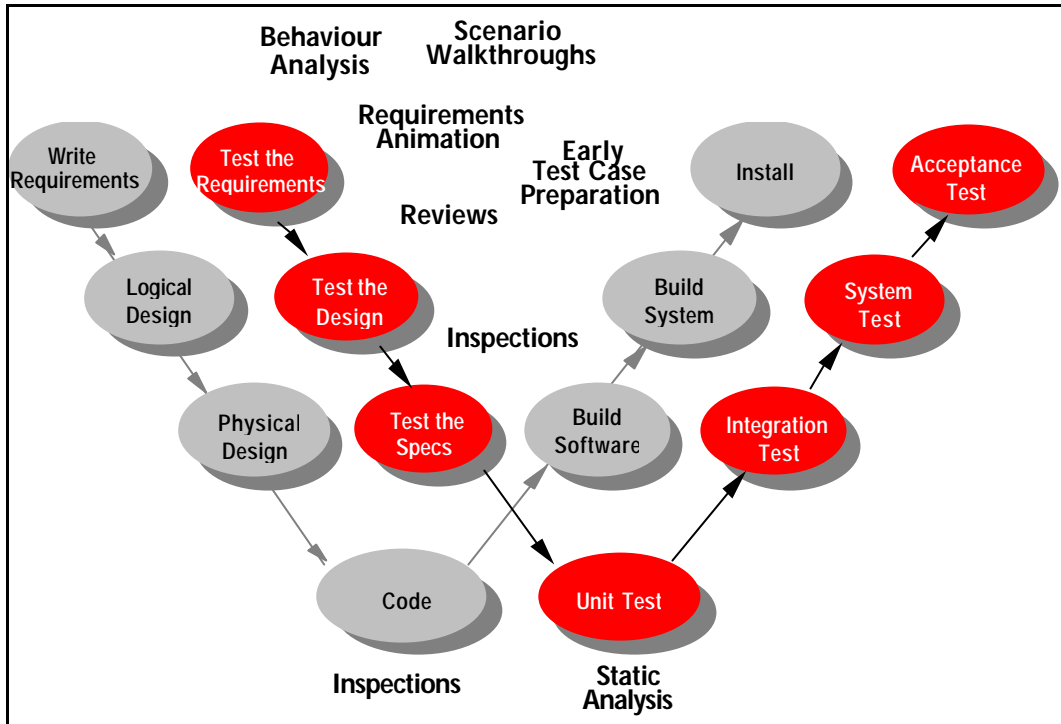 Behaviour
Analysis
Scenario
Walkthroughs
Requirements
Animation
Early
Test Case
Preparation
Reviews
Write
Requirements
Test the
Requirements
Install
Acceptance
Test
Logical
Design
Test the
Design
Build
System
System
Test
Inspections
Physical
Design
Test the
Specs
Build
Software
Integration
Test
Code
Unit Test
Inspections
Static
Analysis